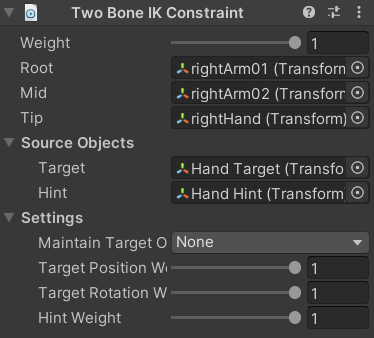 Two Bone IK Constraint
Weight 1
Root rightArm01 (Transform
Mid rightArm02 (Transform
Tip rightHand (Transform)
Source Objects
Target Hand Target (Transfo
Hint Hand Hint (Transform
Settings
Maintain Target O None
Target Position We 1
Target Rotation W 1
Hint Weight 1